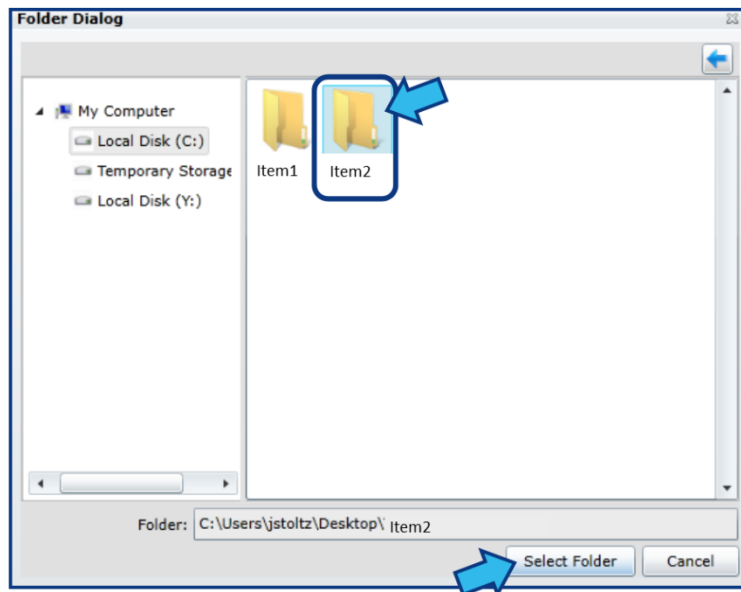 Folder Dialog
My Computer
Local Disk (C:)
Temporary Storage
Local Disk (Y:)
Item1
Item2
Folder: C:\Users\jstoltz\Desktop\ Item2
Select Folder
Cancel